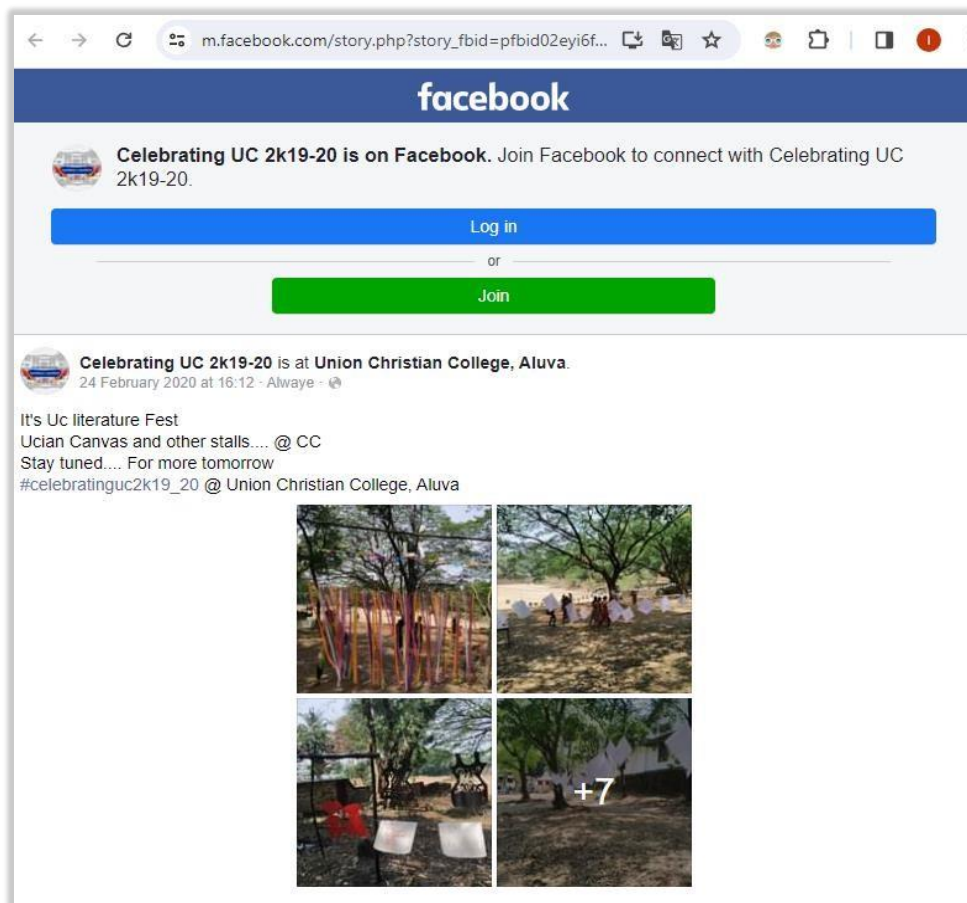 m.facebook.com/story.php?story_fbid=pfbid02eyi6f...
I
facebook
Celebrating UC 2k19-20 is on Facebook. Join Facebook to connect with Celebrating UC
2k19-20.
Log in
or
Join
Celebrating UC 2k19-20 is at Union Christian College, Aluva.
24 February 2020 at 16:12 · Alwaye ·
It's Uc literature Fest
Ucian Canvas and other stalls.... @ CC
Stay tuned.... For more tomorrow
#celebratinguc2k19_20 @ Union Christian College, Aluva
+7